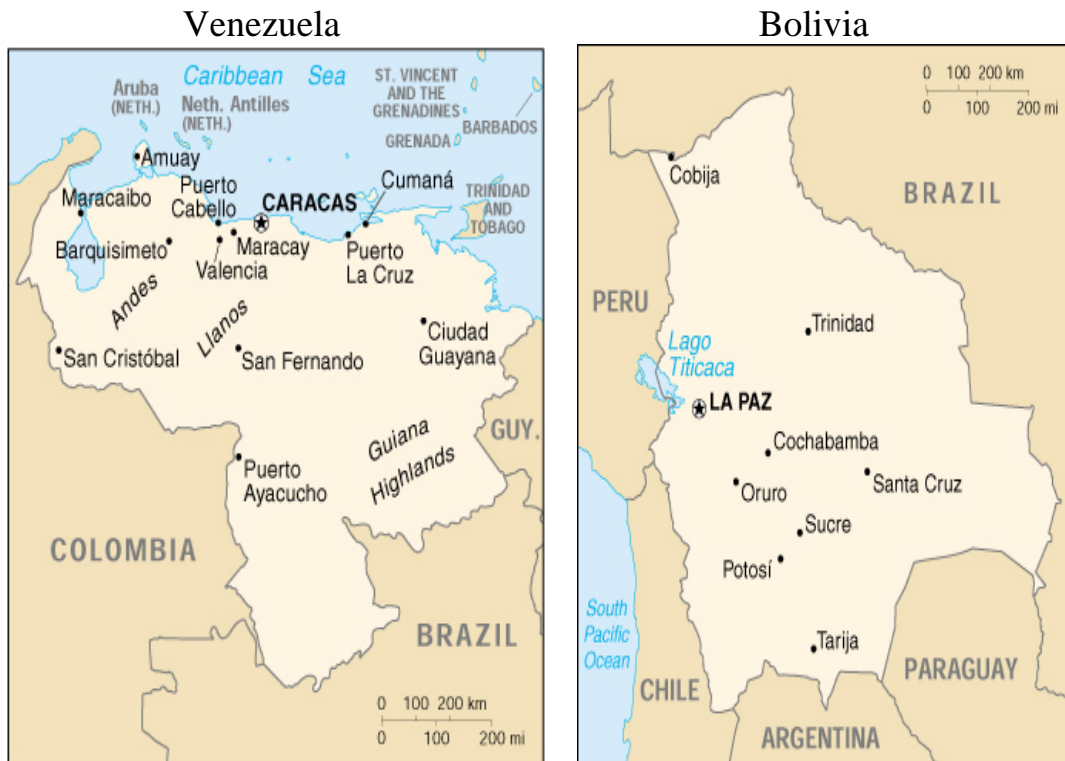 Venezuela
Caribbean Sea
Aruba
(NETH.)
Neth. Antilles
(NETH.)
ST. VINCENT
AND THE
GRENADINES
BARBADOS
GRENADA
Amuay
Puerto
Cabello
CARACAS
Cumaná
TRINIDAD
AND
TOBAGO
Maracaibo
Barquisimeto
Valencia
Maracay
Puerto
La Cruz
Andes
Llanos
San Cristóbal
San Fernando
Ciudad
Guayana
GUY.
Guiana
Highlands
Puerto
Ayacucho
COLOMBIA
BRAZIL
0 100 200 km
0 100 200 mi
Bolivia
0 100 200 km
0 100 200 mi
Cobija
BRAZIL
PERU
Trinidad
Lago
Titicaca
LA PAZ
Cochabamba
Oruro
Santa Cruz
Sucre
Potosí
South
Pacific
Ocean
Tarija
PARAGUAY
CHILE
ARGENTINA